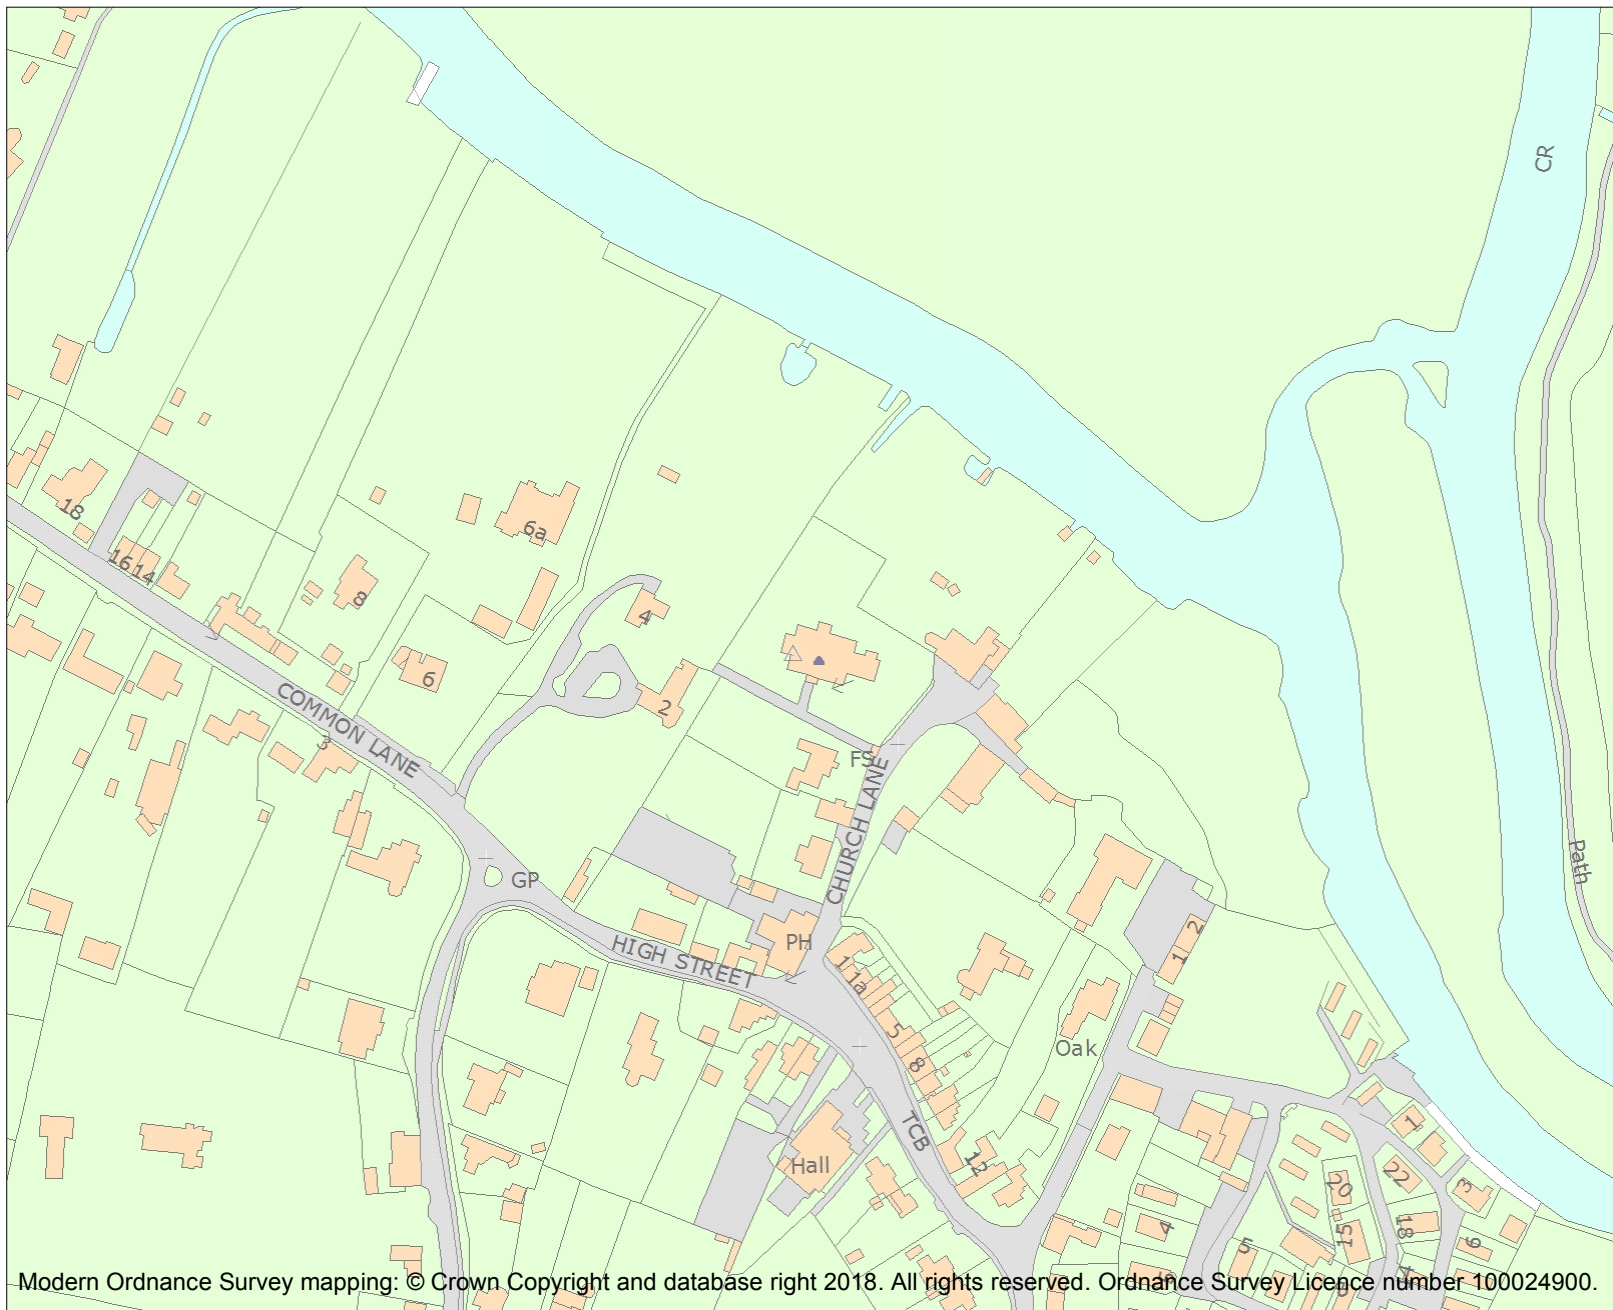 CR
18
6a
16
14
8
4
6
2
COMMON LANE
3
FS
CHURCH LANE
GP
Path
PH
HIGH STREET
2
1
1
1a
5
8
Oak
TCB
Hall
12
1
22
20
3
18
15
4
5
6
14
Modern Ordnance Survey mapping: © Crown Copyright and database right 2018. All rights reserved. Ordnance Survey Licence number 100024900.